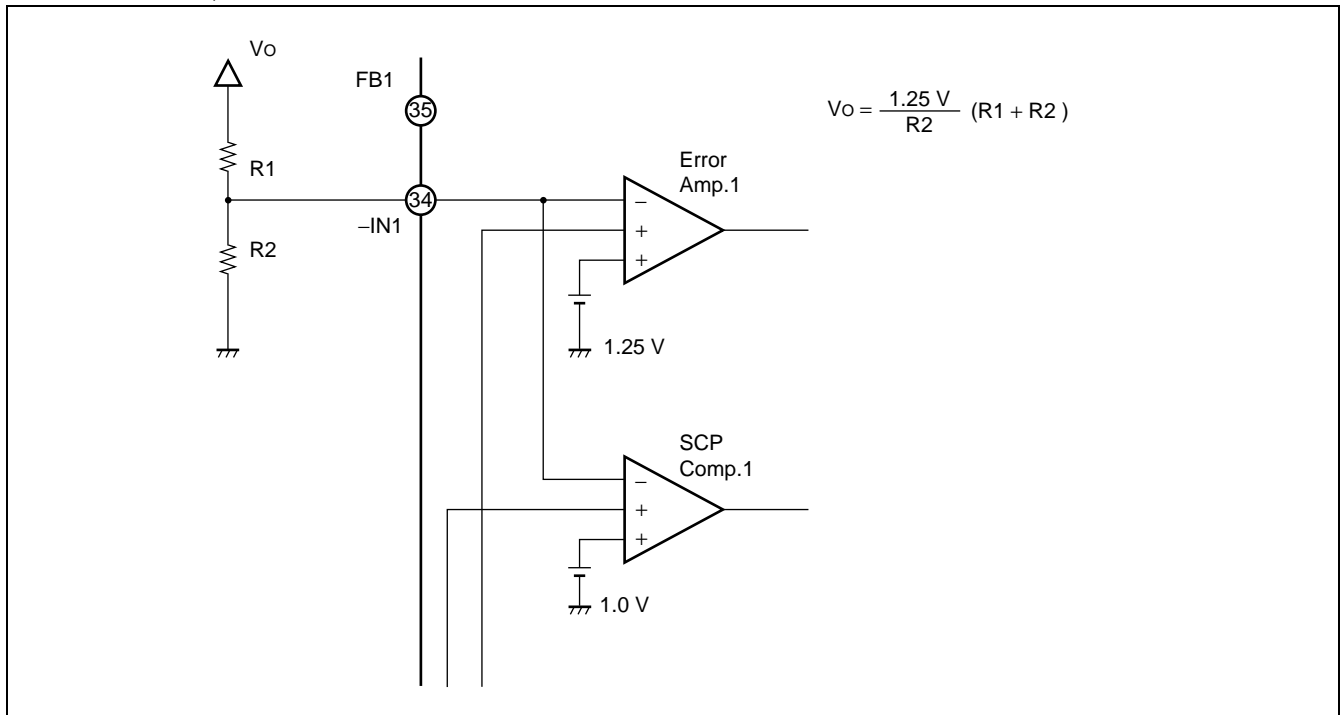 Vo
FB1
35
R1
34
−IN1
R2
Error
Amp.1
−
+
+
1.25 V
Vo = 1.25 V / R2 (R1 + R2 )
SCP
Comp.1
−
+
+
1.0 V